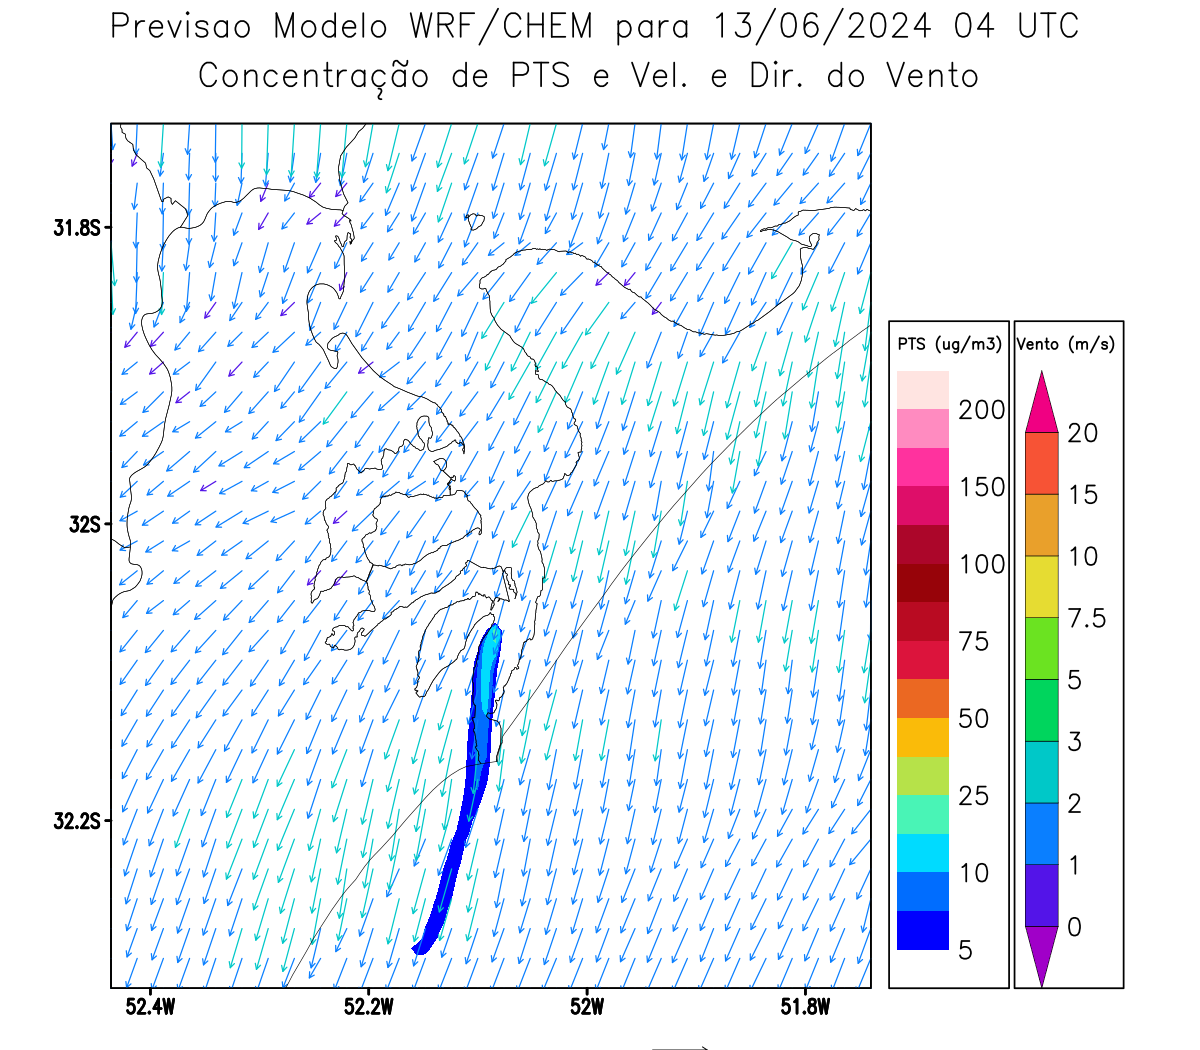 Previsao Modelo WRF/CHEM para 13/06/2024 04 UTC
Concentração de PTS e Vel. e Dir. do Vento
31.8S
32S
32.2S
52.4W
52.2W
52W
51.8W
PTS (ug/m3)
200
150
100
75
50
25
10
5
Vento (m/s)
20
15
10
7.5
5
3
2
1
0